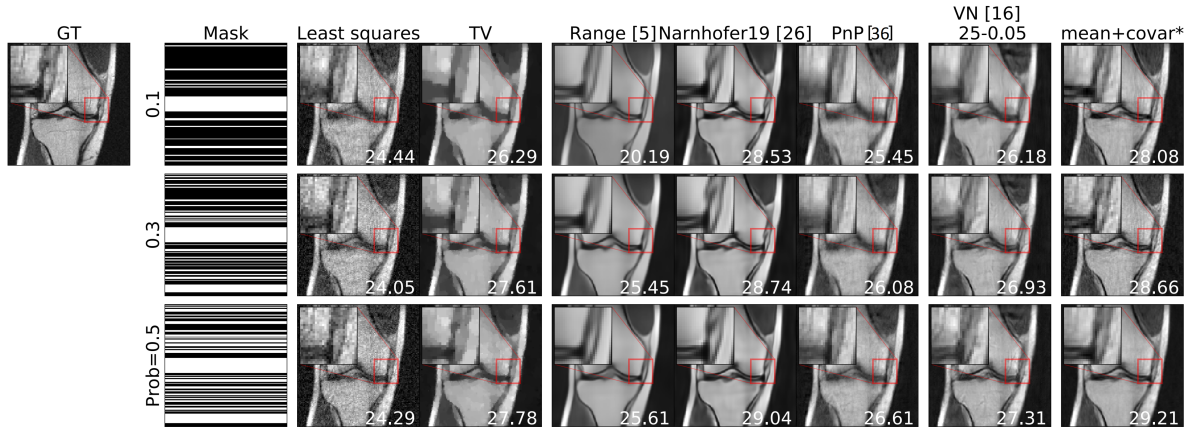 VN [16]
GT Mask Least squares TV Range [5] Narnhofer19 [26] PnP [36] 25-0.05 mean+covar*
0.1
24.44 26.29 20.19 28.53 25.45 26.18 28.08
0.3
24.05 27.61 25.45 28.74 26.08 26.93 28.66
Prob=0.5
24.29 27.78 25.61 29.04 26.61 27.31 29.21